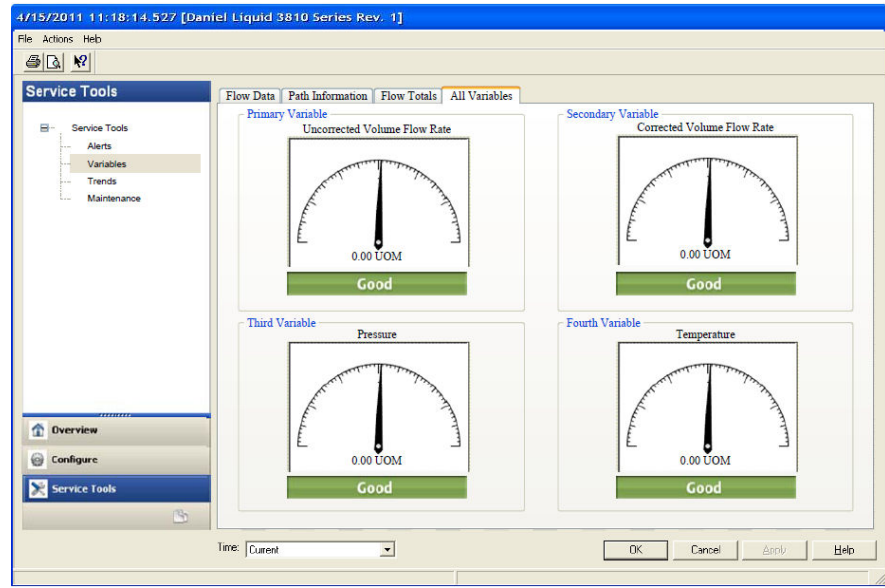 4/15/2011 11:18:14.527 [Daniel Liquid 3810 Series Rev. 1]
File Actions Help
Service Tools
Service Tools
Alerts
Variables
Trends
Maintenance
Overview
Configure
Service Tools
Flow Data Path Information Flow Totals All Variables
Primary Variable
Uncorrected Volume Flow Rate
0.00 UOM
Good
Secondary Variable
Corrected Volume Flow Rate
0.00 UOM
Good
Third Variable
Pressure
0.00 UOM
Good
Fourth Variable
Temperature
0.00 UOM
Good
Time: Current
OK Cancel Apply Help